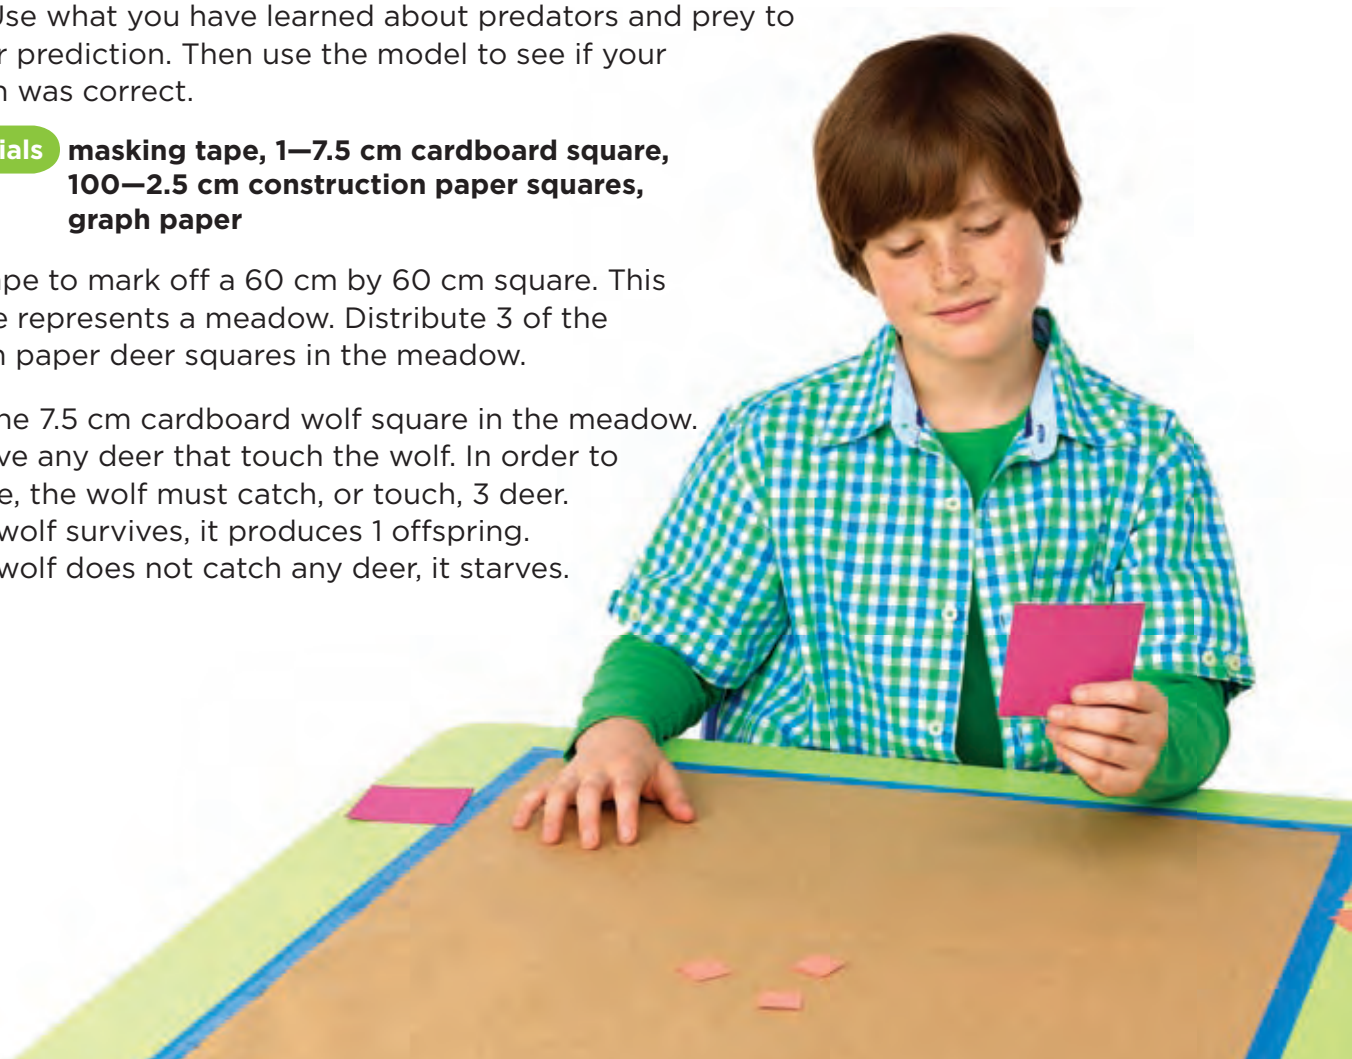 Use what you have learned about predators and prey to
r prediction. Then use the model to see if your
n was correct.
ials masking tape, 1—7.5 cm cardboard square,
100—2.5 cm construction paper squares,
graph paper
ape to mark off a 60 cm by 60 cm square. This
e represents a meadow. Distribute 3 of the
n paper deer squares in the meadow.
he 7.5 cm cardboard wolf square in the meadow.
ve any deer that touch the wolf. In order to
e, the wolf must catch, or touch, 3 deer.
wolf survives, it produces 1 offspring.
wolf does not catch any deer, it starves.